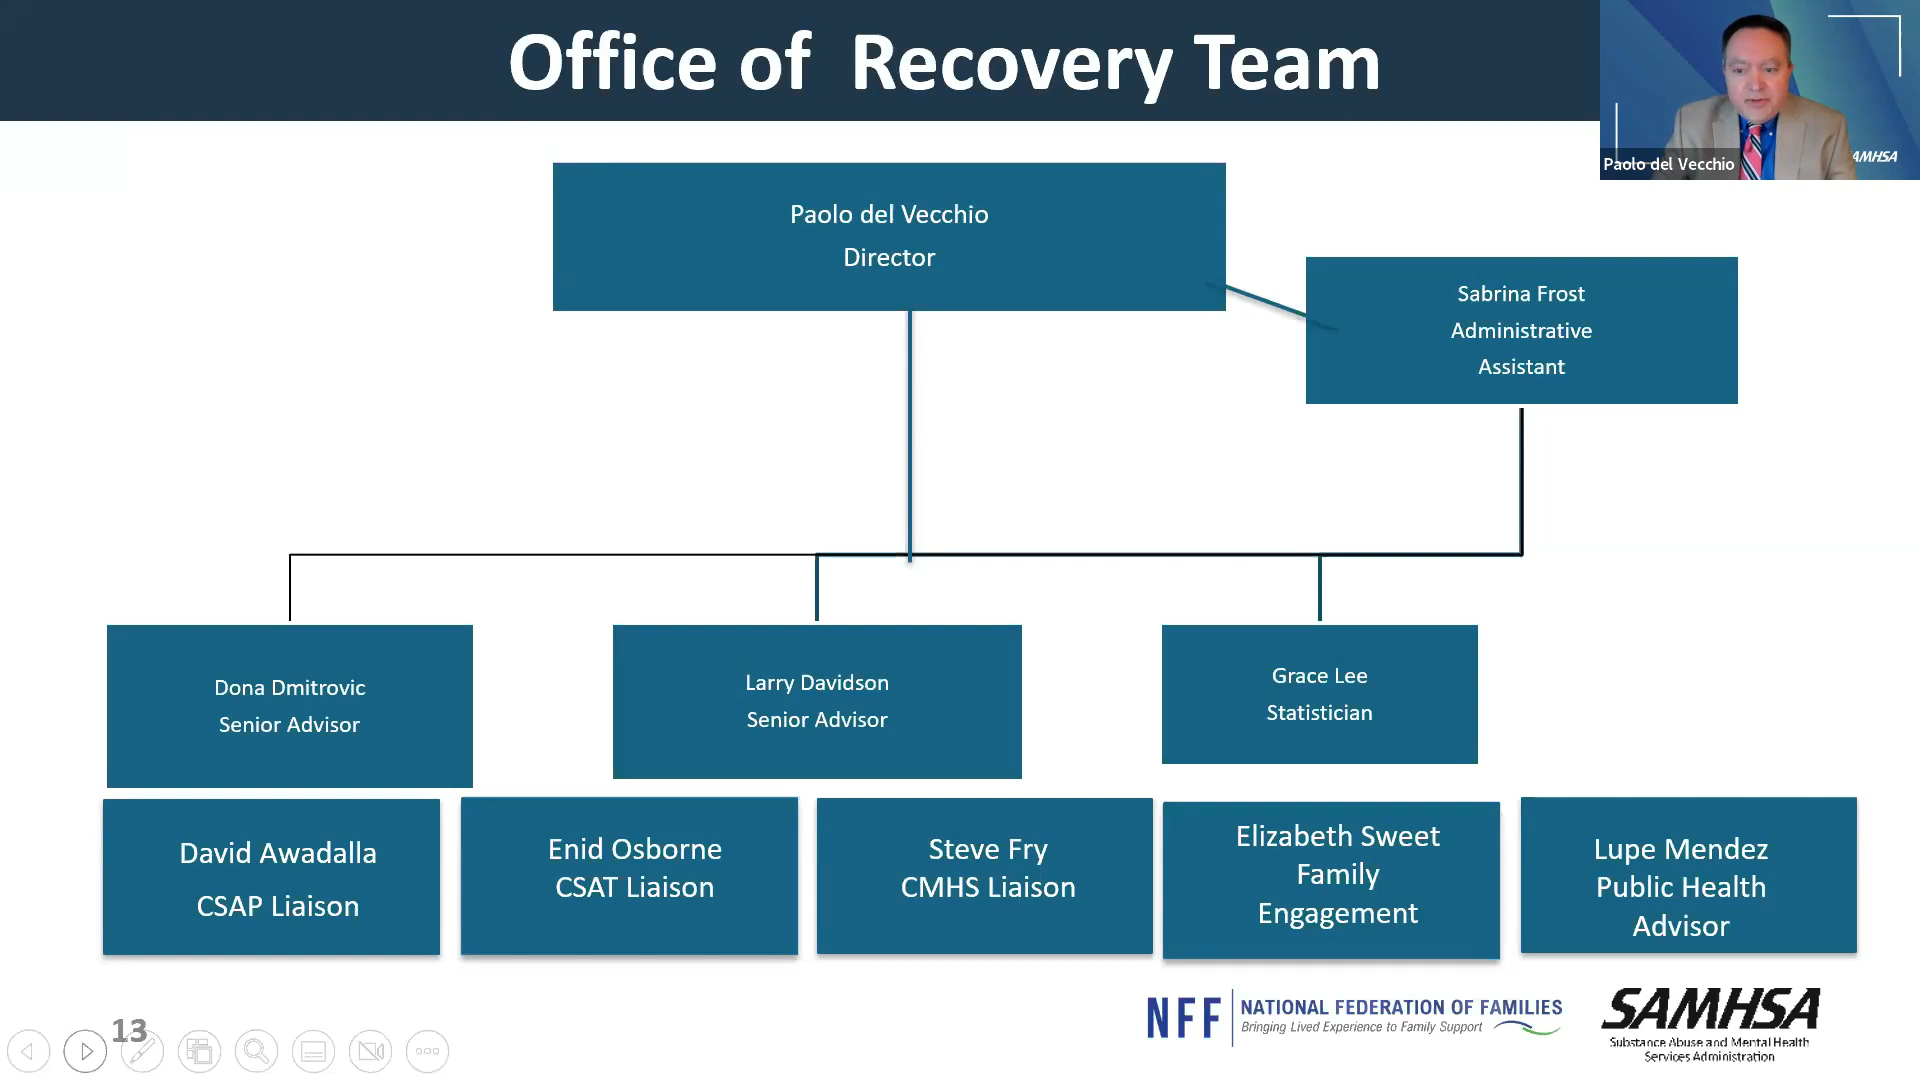 Office of Recovery Team
SAMHSA
Paolo del Vecchio
Paolo del Vecchio
Director
Sabrina Frost
Administrative
Assistant
Dona Dmitrovic
Senior Advisor
Larry Davidson
Senior Advisor
Grace Lee
Statistician
David Awadalla
CSAP Liaison
Enid Osborne
CSAT Liaison
Steve Fry
CMHS Liaison
Elizabeth Sweet
Family
Engagement
Lupe Mendez
Public Health
Advisor
13
NFF
NATIONAL FEDERATION OF FAMILIES
Bringing Lived Experience to Family Support
SAMHSA
Substance Abuse and Mental Health
Services Administration